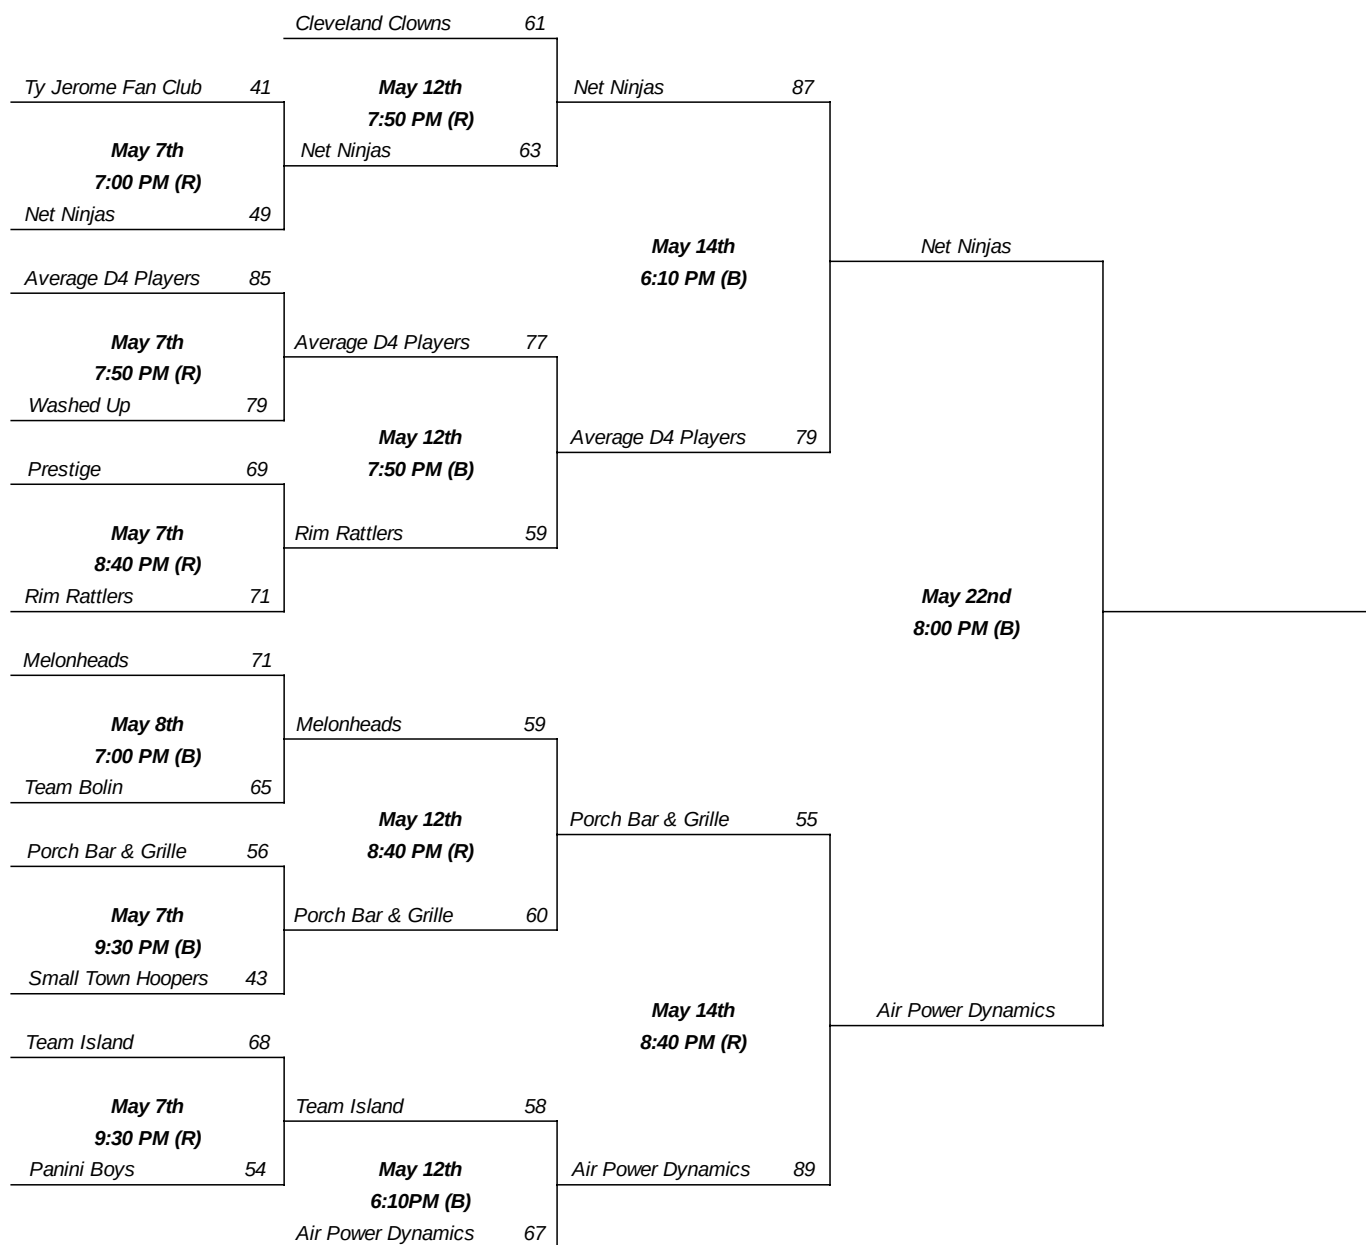 Cleveland Clowns 61
Ty Jerome Fan Club 41
May 12th
Net Ninjas 87
7:50 PM (R)
May 7th
Net Ninjas 63
7:00 PM (R)
Net Ninjas 49
May 14th
Net Ninjas
Average D4 Players 85
6:10 PM (B)
May 7th
Average D4 Players 77
7:50 PM (R)
Washed Up 79
May 12th
Average D4 Players 79
Prestige 69
7:50 PM (B)
May 7th
Rim Rattlers 59
8:40 PM (R)
Rim Rattlers 71
May 22nd
8:00 PM (B)
Melonheads 71
May 8th
Melonheads 59
7:00 PM (B)
Team Bolin 65
May 12th
Porch Bar & Grille 55
Porch Bar & Grille 56
8:40 PM (R)
May 7th
Porch Bar & Grille 60
9:30 PM (B)
Small Town Hoopers 43
May 14th
Air Power Dynamics
Team Island 68
8:40 PM (R)
May 7th
Team Island 58
9:30 PM (R)
Panini Boys 54
May 12th
Air Power Dynamics 89
6:10PM (B)
Air Power Dynamics 67